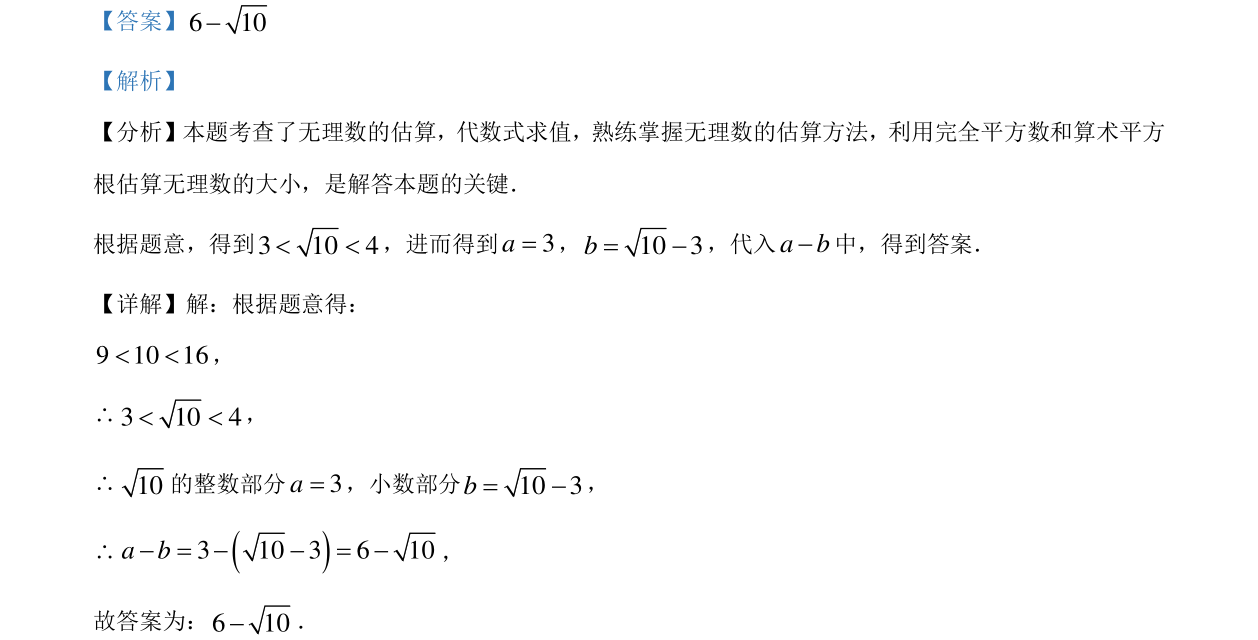 【答案】6−√10
【解析】
【分析】本题考查了无理数的估算，代数式求值，熟练掌握无理数的估算方法，利用完全平方数和算术平方
根估算无理数的大小，是解答本题的关键．
根据题意，得到3<√10<4，进而得到a=3，b=√10−3，代入a−b中，得到答案．
【详解】解：根据题意得：
9<10<16，
∴3<√10<4，
∴√10的整数部分a=3，小数部分b=√10−3，
∴a−b=3−(√10−3)=6−√10，
故答案为：6−√10．